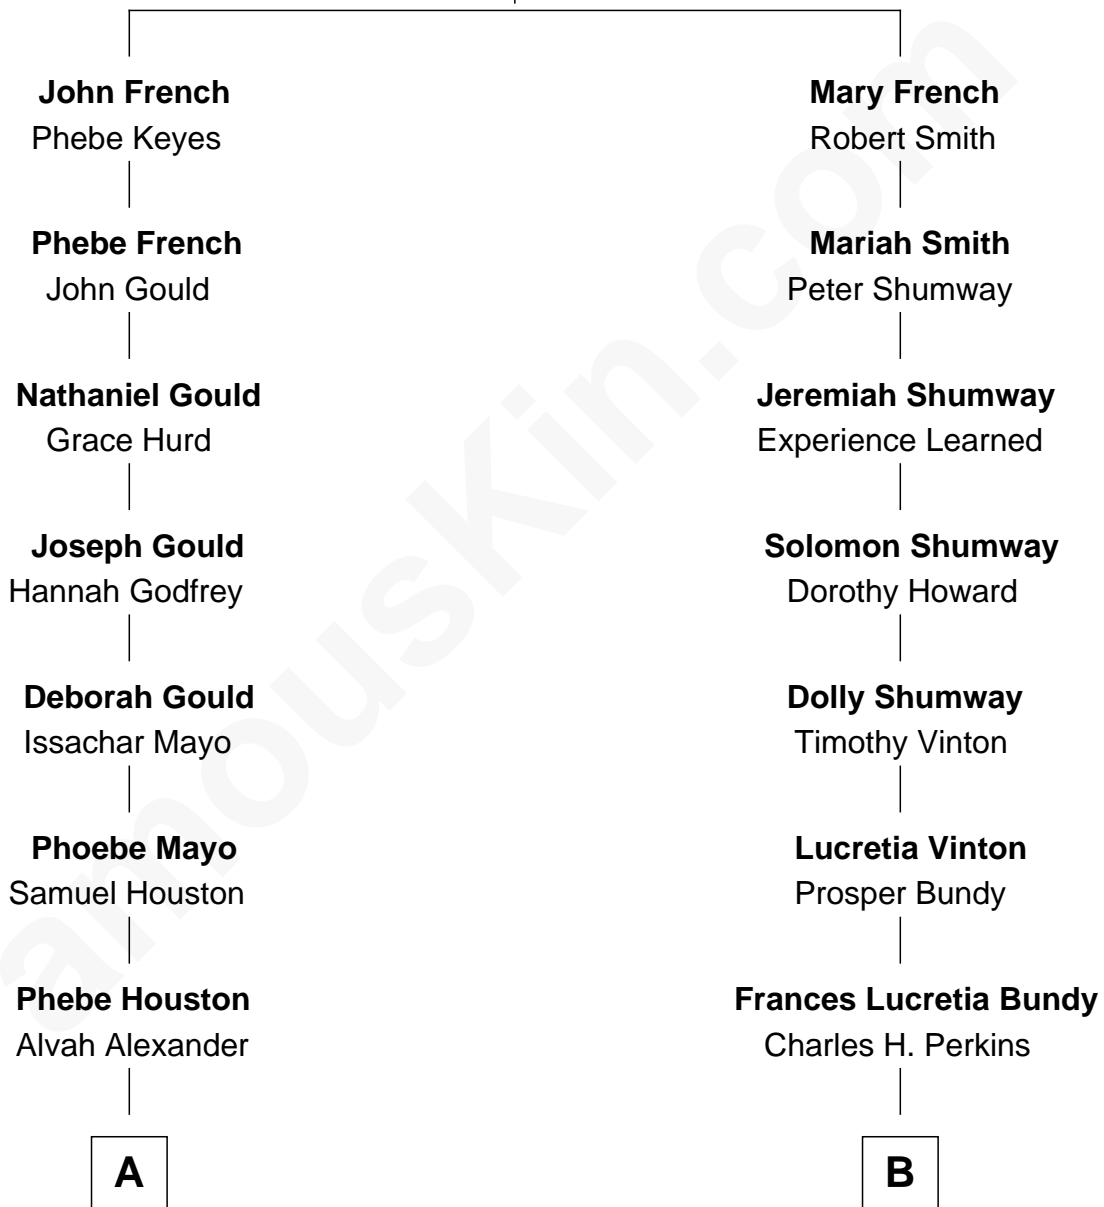 John French
Phebe Keyes
Phebe French
John Gould
Nathaniel Gould
Grace Hurd
Joseph Gould
Hannah Godfrey
Deborah Gould
Issachar Mayo
Phoebe Mayo
Samuel Houston
Phebe Houston
Alvah Alexander
A
Mary French
Robert Smith
Mariah Smith
Peter Shumway
Jeremiah Shumway
Experience Learned
Solomon Shumway
Dorothy Howard
Dolly Shumway
Timothy Vinton
Lucretia Vinton
Prosper Bundy
Frances Lucretia Bundy
Charles H. Perkins
B
amouskin.com